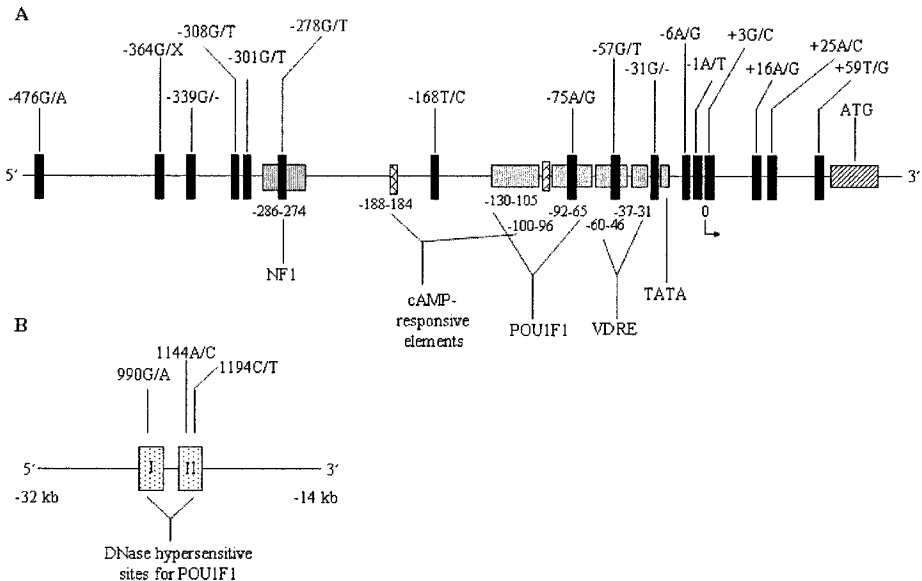 A
-476G/A
-364G/X
-339G/-
-308G/T
-301G/T
-278G/T
-168T/C
-75A/G
-57G/T
-31G/-
-6A/G
-1A/T
+3G/C
+16A/G
+25A/C
+59T/G
ATG
5′
3′
-286-274
-188-184
-130-105
-100-96
-92-65
-60-46
-37-31
0
NF1
cAMP-
responsive
elements
POU1F1
VDRE
TATA
B
990G/A
1144A/C
1194C/T
I
II
5′
3′
-32 kb
-14 kb
DNase hypersensitive
sites for POU1F1